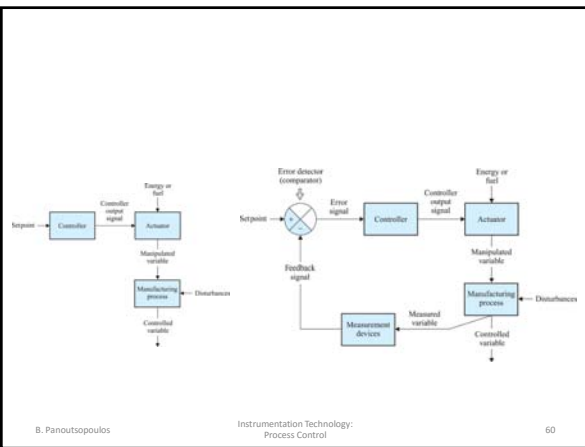 Energy or
fuel
Controller
output
signal
Setpoint
Controller
Actuator
Manipulated
variable
Manufacturing
process
Disturbances
Controlled
variable
Error detector
(comparator)
Energy or
fuel
Controller
output
signal
Error
signal
Setpoint
+
−
Controller
Actuator
Manipulated
variable
Feedback
signal
Manufacturing
process
Disturbances
Measured
variable
Measurement
devices
Controlled
variable
B. Panoutsopoulos
Instrumentation Technology:
Process Control
60